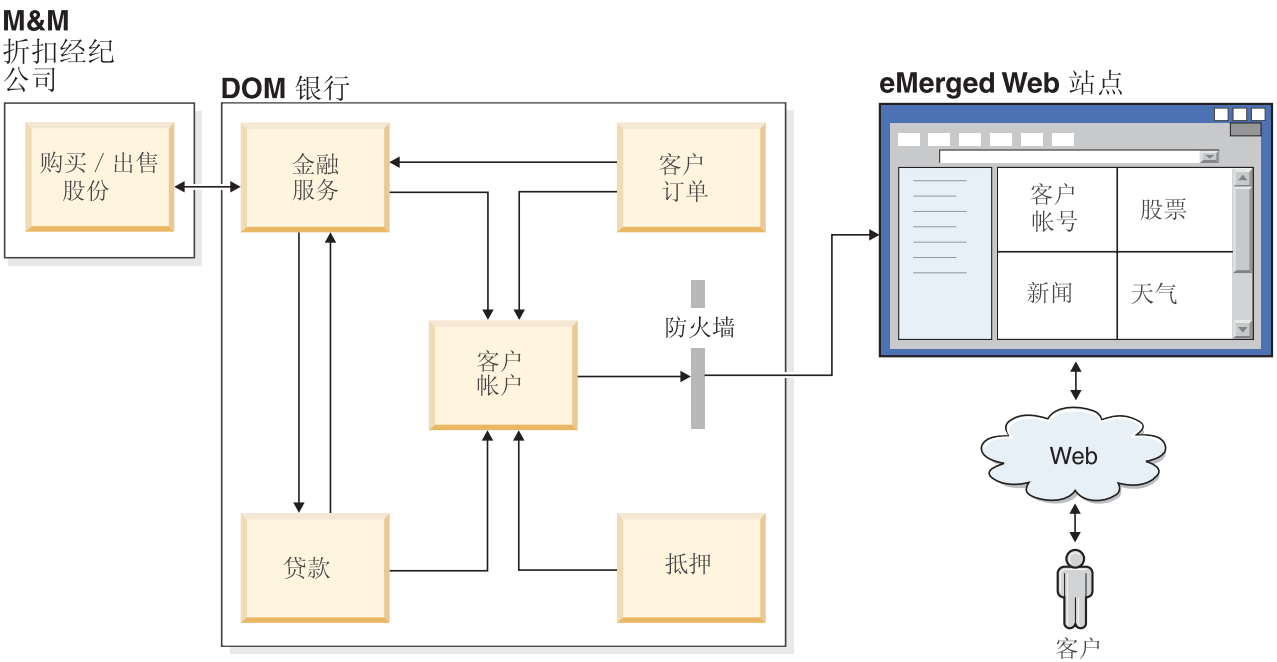 M&M
折扣经纪
公司
购买 / 出售
股份
DOM 银行
金融
服务
客户
订单
防火墙
客户
帐户
贷款
抵押
eMerged Web 站点
客户
帐号
股票
新闻
天气
Web
客户